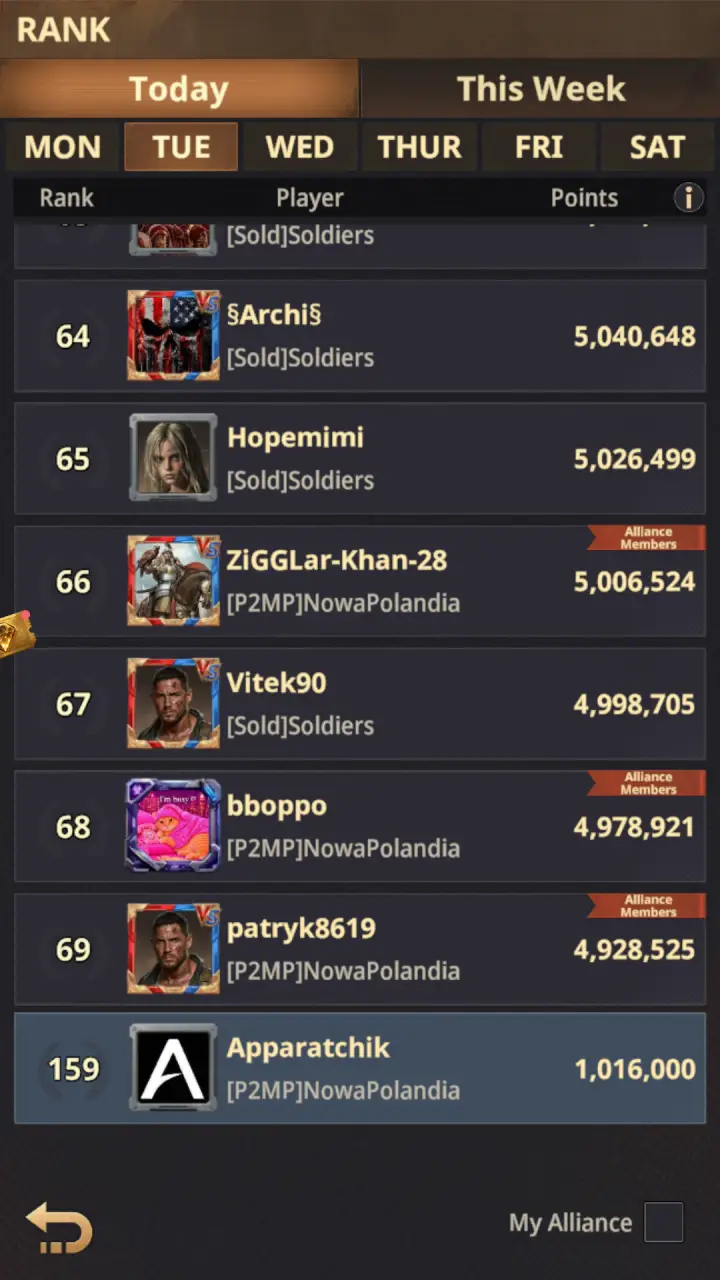 RANK
Today
This Week
MON
TUE
WED
THUR
FRI
SAT
Rank
Player
Points
[Sold]Soldiers
64
§Archi§
[Sold]Soldiers
5,040,648
65
Hopemimi
[Sold]Soldiers
5,026,499
Alliance
Members
66
ZiGGLar-Khan-28
[P2MP]NowaPolandia
5,006,524
67
Vitek90
[Sold]Soldiers
4,998,705
Alliance
Members
68
I'm busy
bboppo
[P2MP]NowaPolandia
4,978,921
Alliance
Members
69
patryk8619
[P2MP]NowaPolandia
4,928,525
159
Apparatchik
[P2MP]NowaPolandia
1,016,000
My Alliance